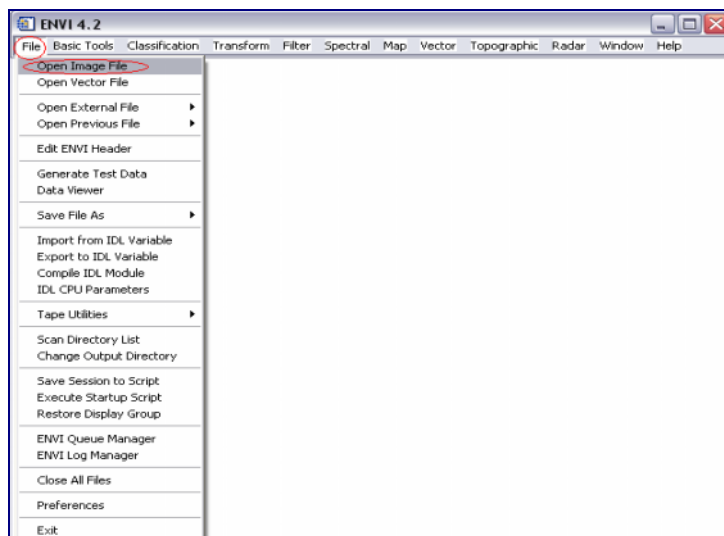 ENVI 4.2
File Basic Tools Classification Transform Filter Spectral Map Vector Topographic Radar Window Help
Open Image File
Open Vector File
Open External File
Open Previous File
Edit ENVI Header
Generate Test Data
Data Viewer
Save File As
Import from IDL Variable
Export to IDL Variable
Compile IDL Module
IDL CPU Parameters
Tape Utilities
Scan Directory List
Change Output Directory
Save Session to Script
Execute Startup Script
Restore Display Group
ENVI Queue Manager
ENVI Log Manager
Close All Files
Preferences
Exit